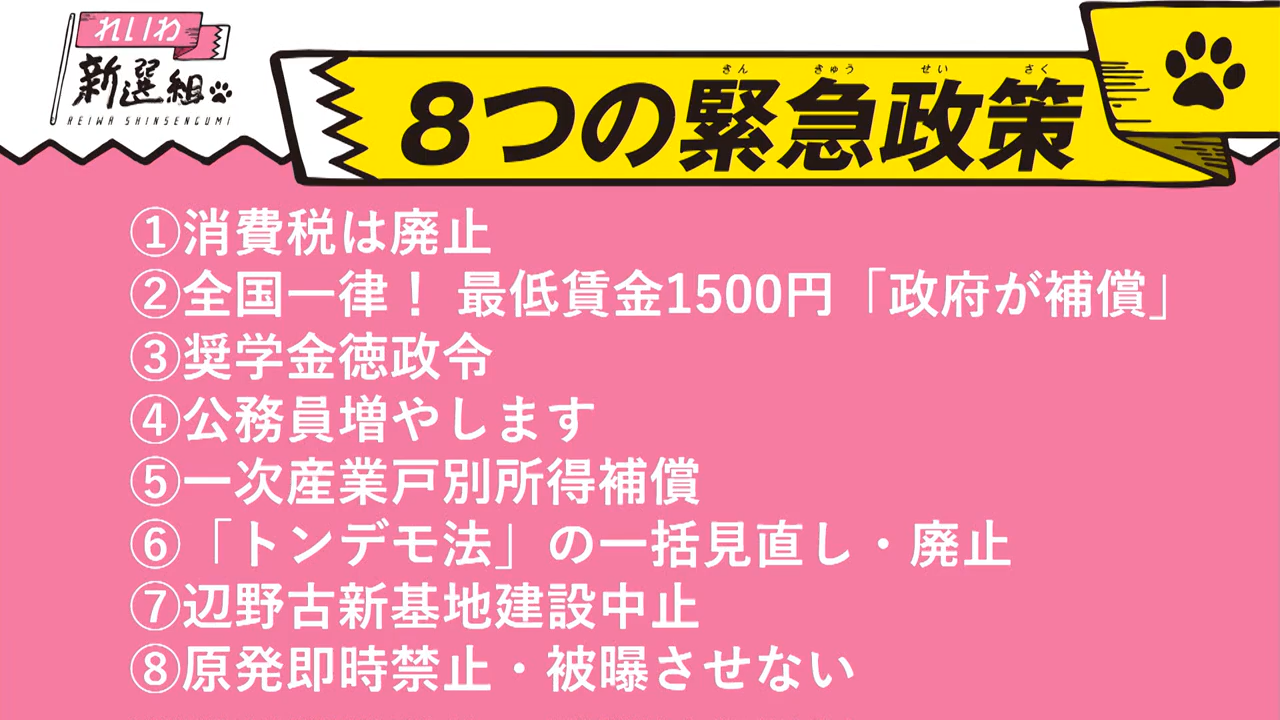 れいわ
新選組
REIWA SHINSENGUMI
きん きゅう せい さく
8つの緊急政策
①消費税は廃止
②全国一律！ 最低賃金1500円「政府が補償」
③奨学金徳政令
④公務員増やします
⑤一次産業戸別所得補償
⑥「トンデモ法」の一括見直し・廃止
⑦辺野古新基地建設中止
⑧原発即時禁止・被曝させない